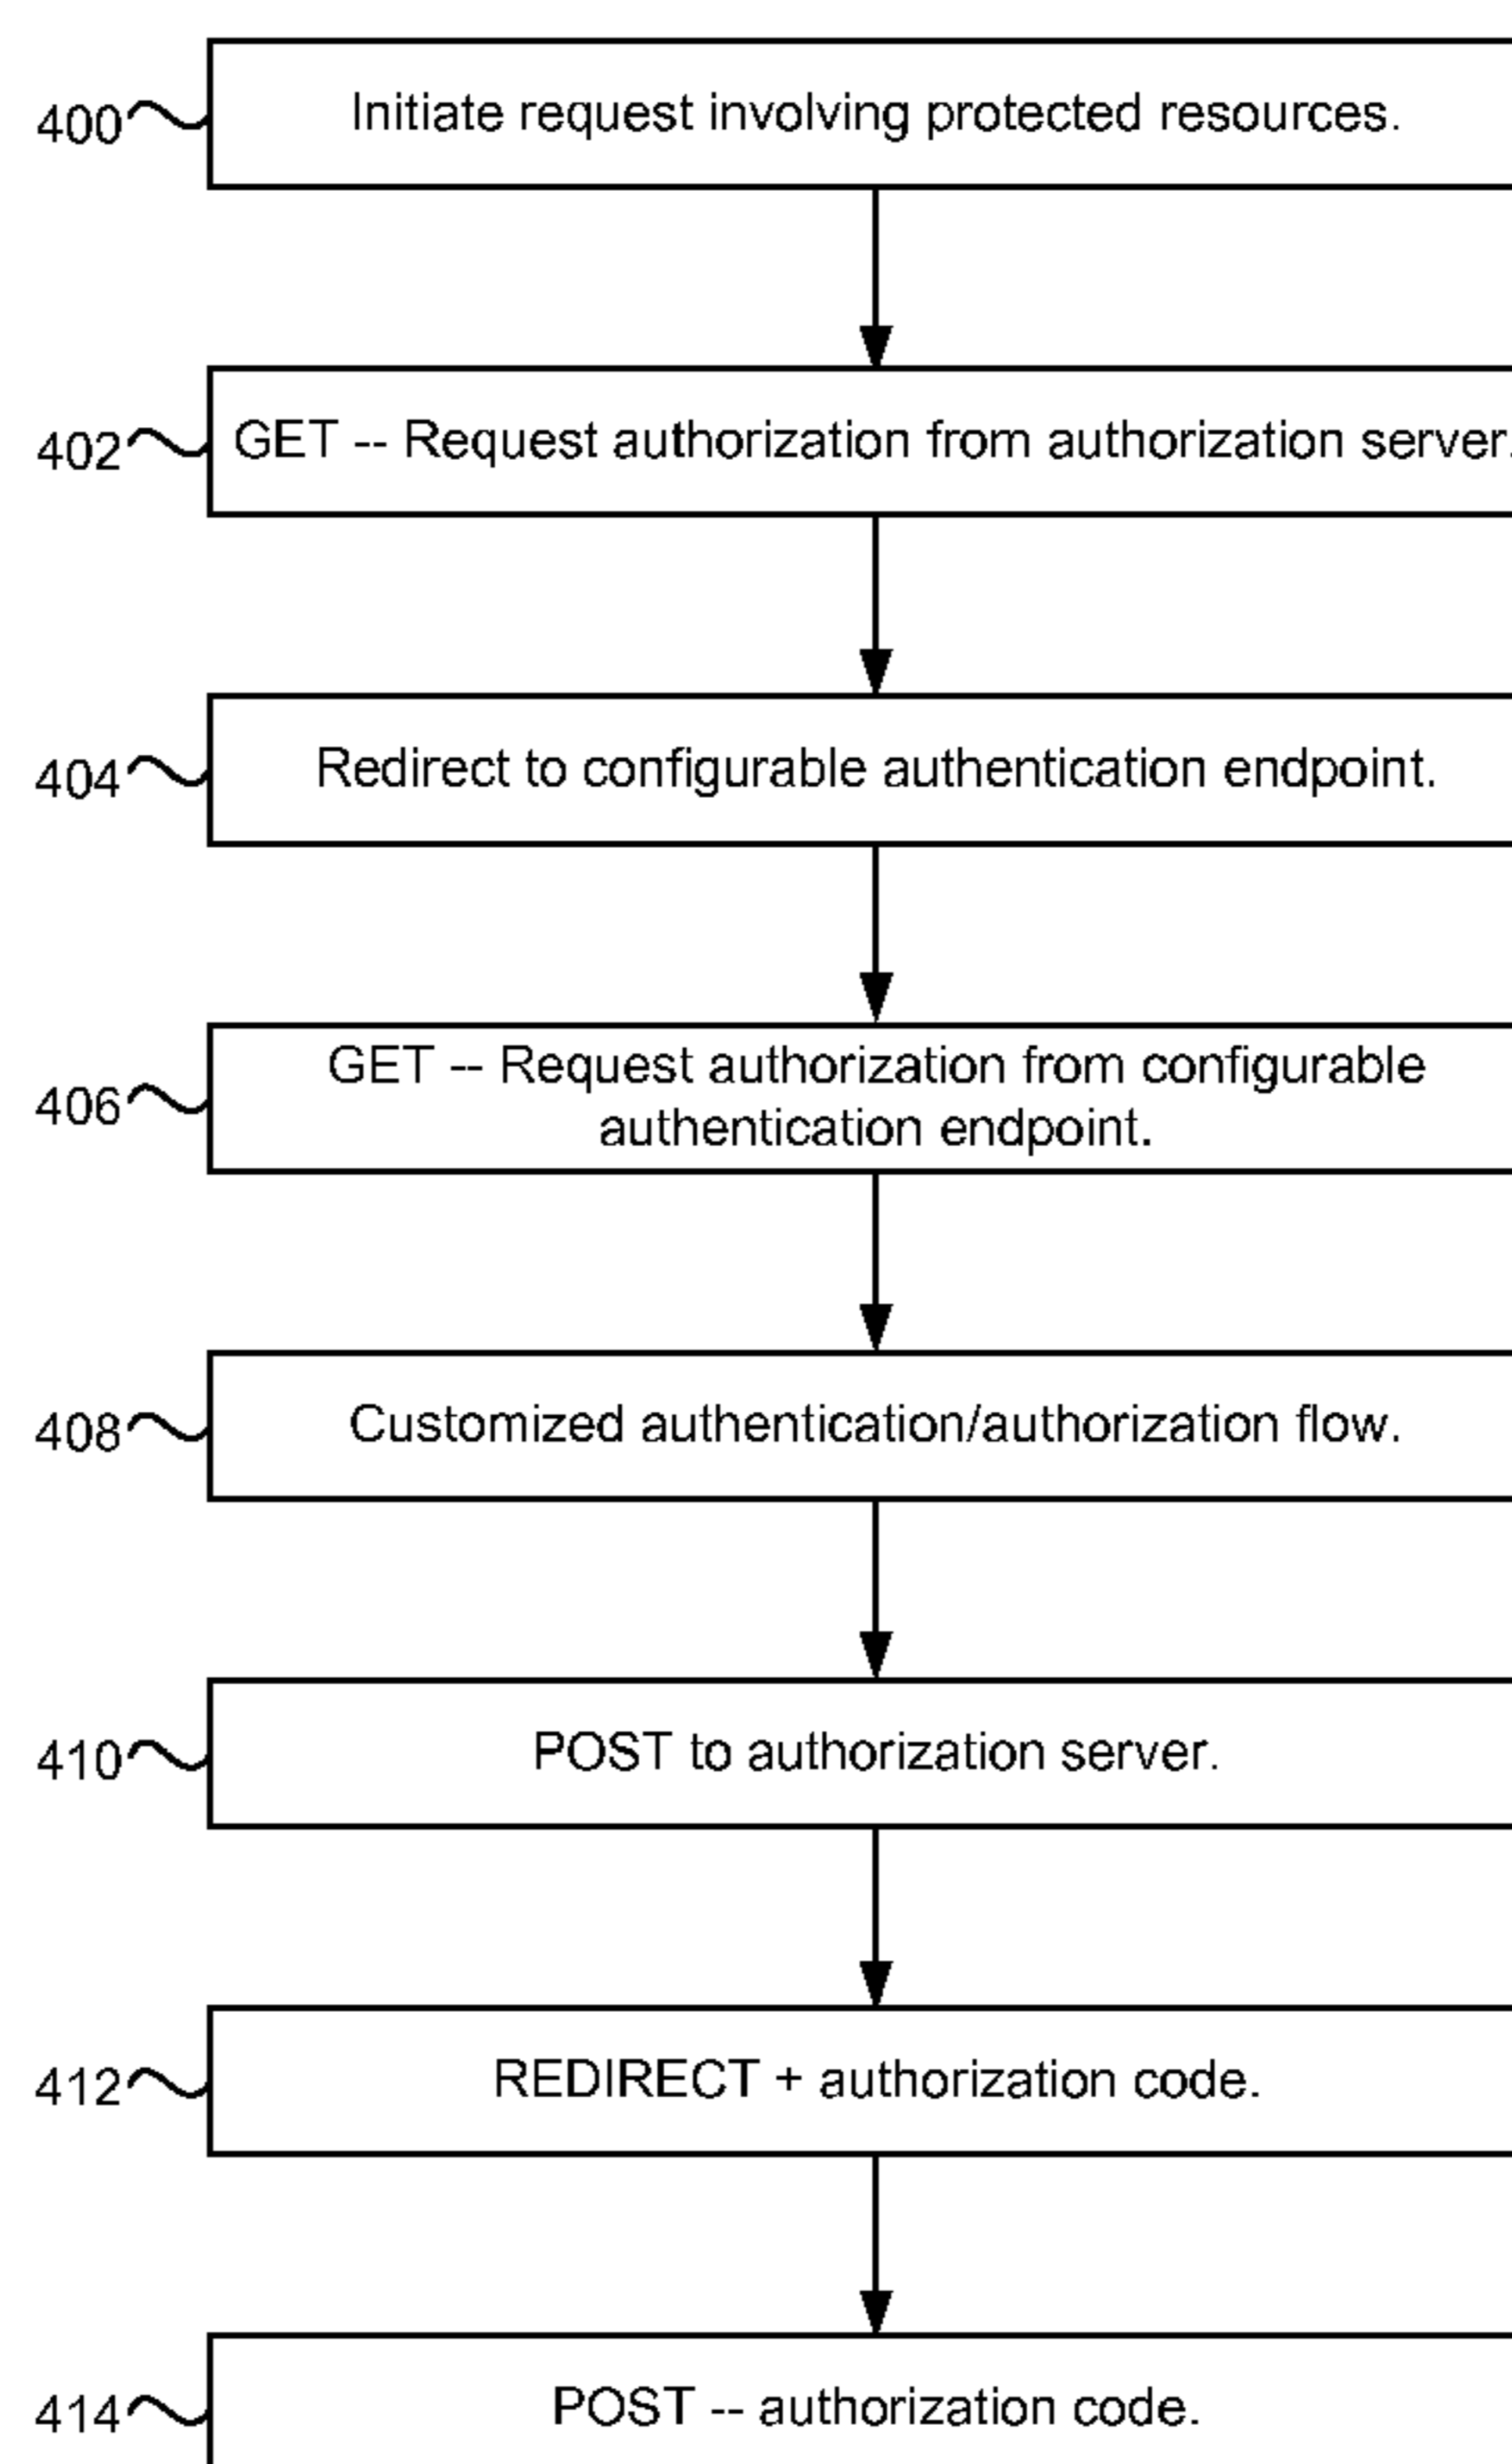 400 Initiate request involving protected resources.
402 GET -- Request authorization from authorization server.
404 Redirect to configurable authentication endpoint.
406 GET -- Request authorization from configurable
authentication endpoint.
408 Customized authentication/authorization flow.
410 POST to authorization server.
412 REDIRECT + authorization code.
414 POST -- authorization code.